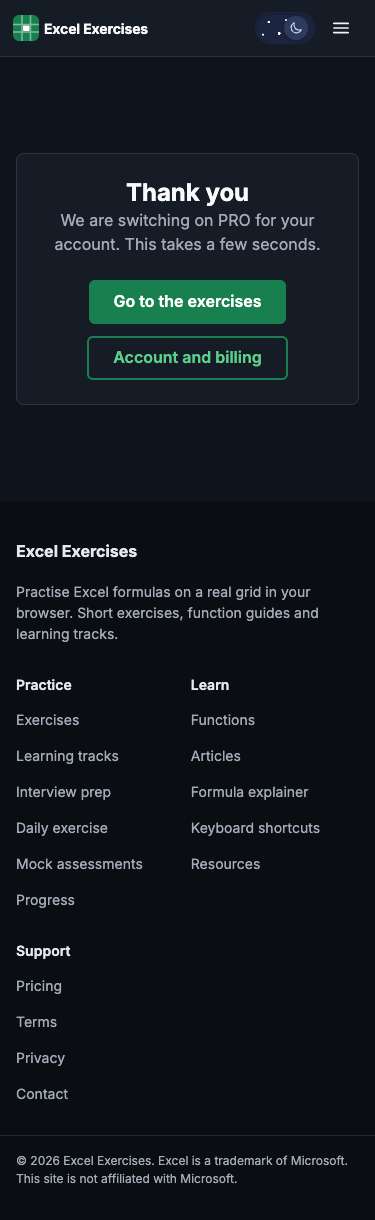 Excel Exercises
Thank you
We are switching on PRO for your
account. This takes a few seconds.
Go to the exercises
Account and billing
Excel Exercises
Practise Excel formulas on a real grid in your
browser. Short exercises, function guides and
learning tracks.
Practice
Exercises
Learning tracks
Interview prep
Daily exercise
Mock assessments
Progress
Learn
Functions
Articles
Formula explainer
Keyboard shortcuts
Resources
Support
Pricing
Terms
Privacy
Contact
© 2026 Excel Exercises. Excel is a trademark of Microsoft.
This site is not affiliated with Microsoft.